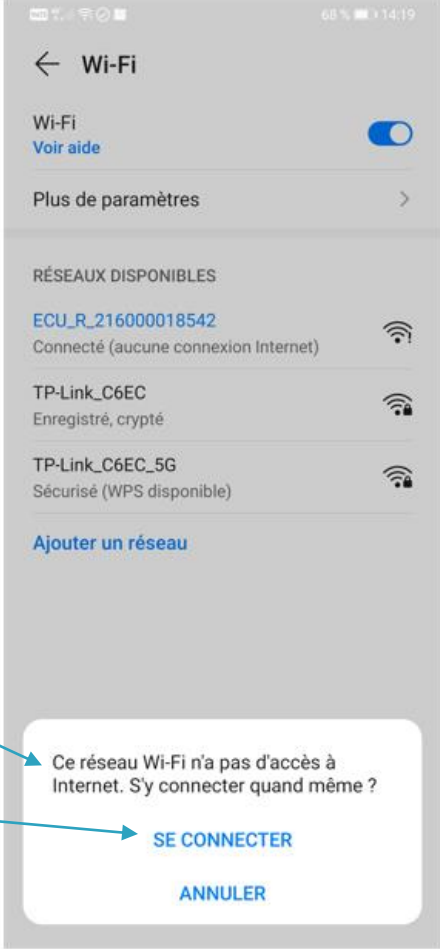 68 % 14:19
Wi-Fi
Wi-Fi
Voir aide
Plus de paramètres
RÉSEAUX DISPONIBLES
ECU_R_216000018542
Connecté (aucune connexion Internet)
TP-Link_C6EC
Enregistré, crypté
TP-Link_C6EC_5G
Sécurisé (WPS disponible)
Ajouter un réseau
Ce réseau Wi-Fi n'a pas d'accès à
Internet. S'y connecter quand même ?
SE CONNECTER
ANNULER